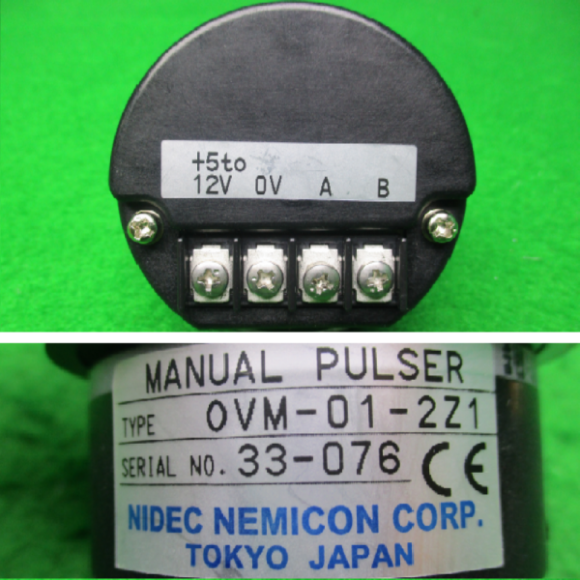 +5to
12V 0V A B
MANUAL PULSER
TYPE OVM-01-2Z1
SERIAL NO. 33-076 CE
NIDEC NEMICON CORP.
TOKYO JAPAN